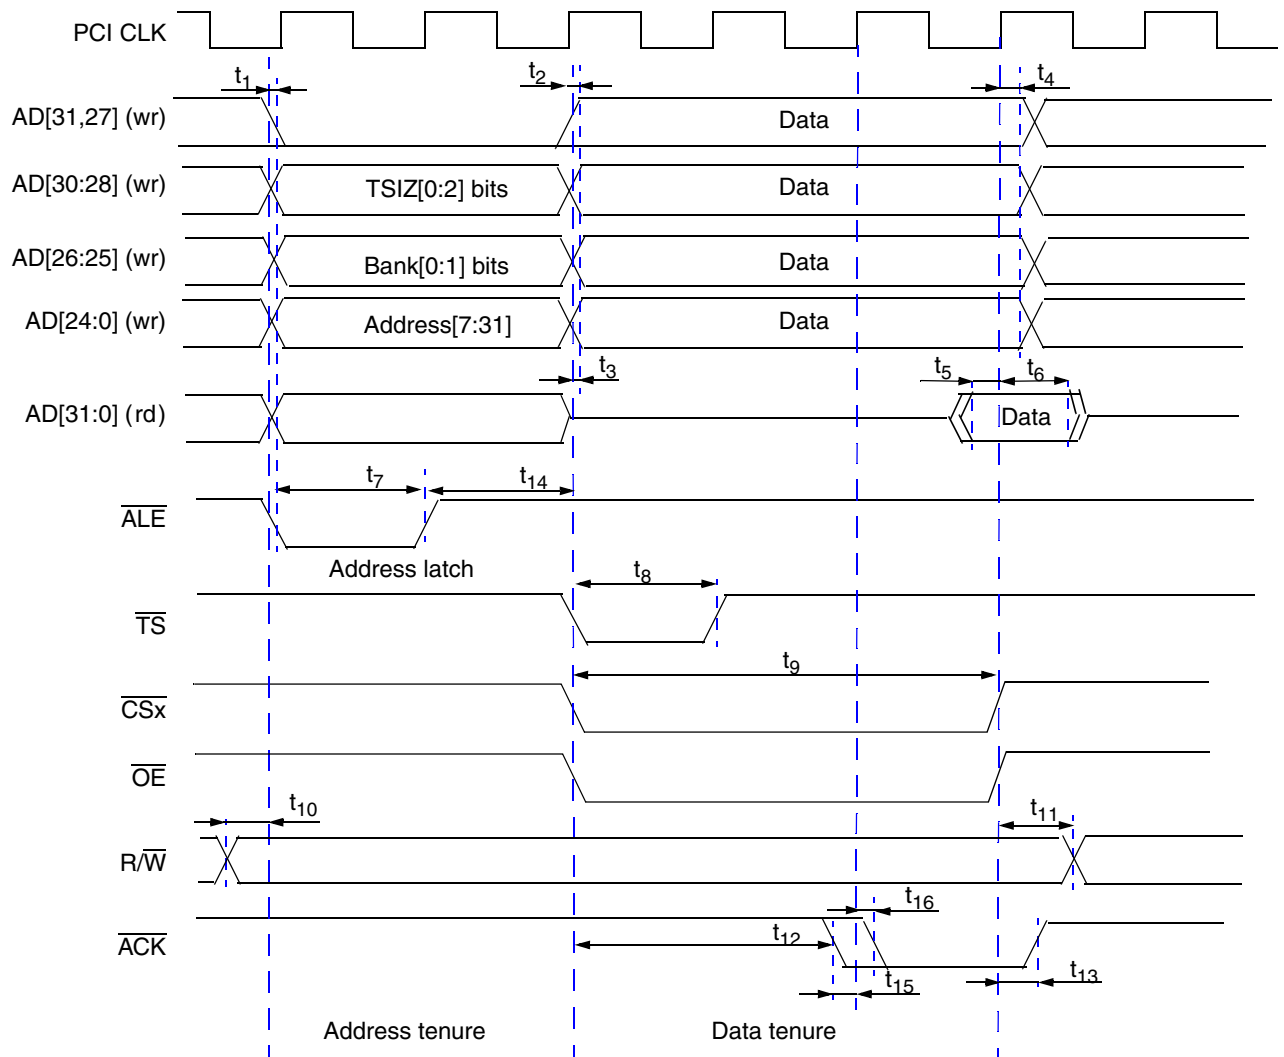 PCI CLK
t1 t2 t4
AD[31,27] (wr) Data
AD[30:28] (wr) TSIZ[0:2] bits Data
AD[26:25] (wr) Bank[0:1] bits Data
AD[24:0] (wr) Address[7:31] Data
t3 t5 t6
AD[31:0] (rd) Data
t7 t14
ALE
Address latch
t8
TS
t9
CSx
OE
t10 t11
R/W
t16
ACK t12
t15 t13
Address tenure Data tenure